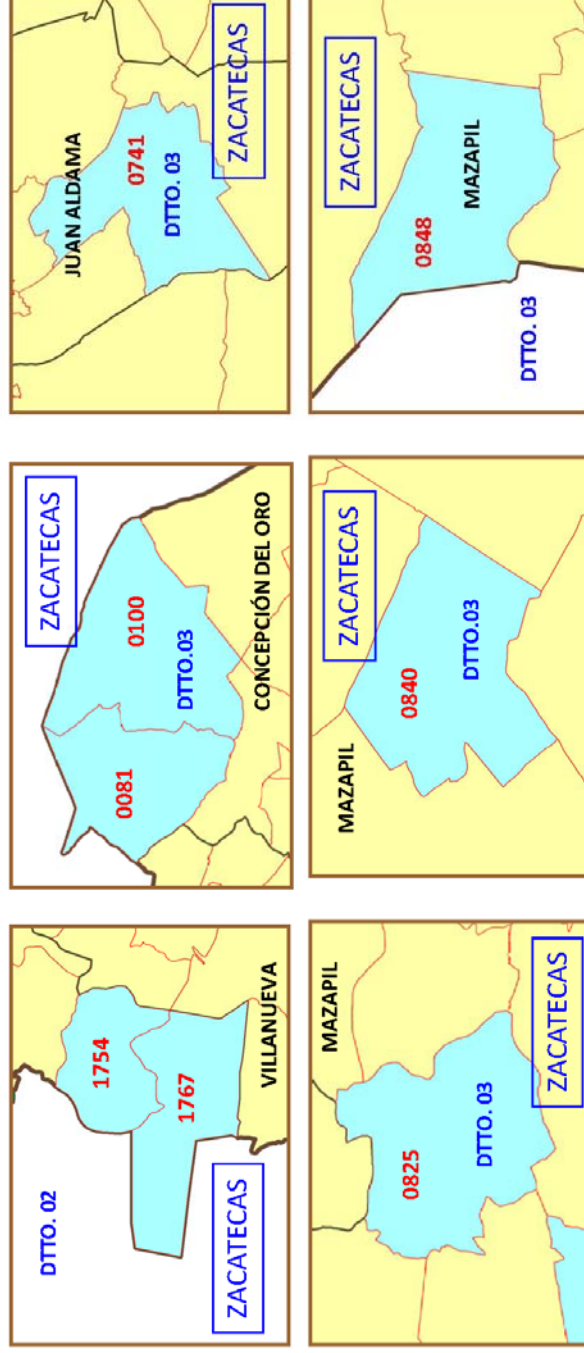 DTTO. 02
1754
1767
ZACATECAS
VILLANUEVA
ZACATECAS
0081
0100
DTTO.03
CONCEPCIÓN DEL ORO
JUAN ALDAMA
0741
DTTO. 03
ZACATECAS
MAZAPIL
0825
DTTO. 03
ZACATECAS
MAZAPIL
ZACATECAS
0840
DTTO.03
ZACATECAS
0848
MAZAPIL
DTTO. 03